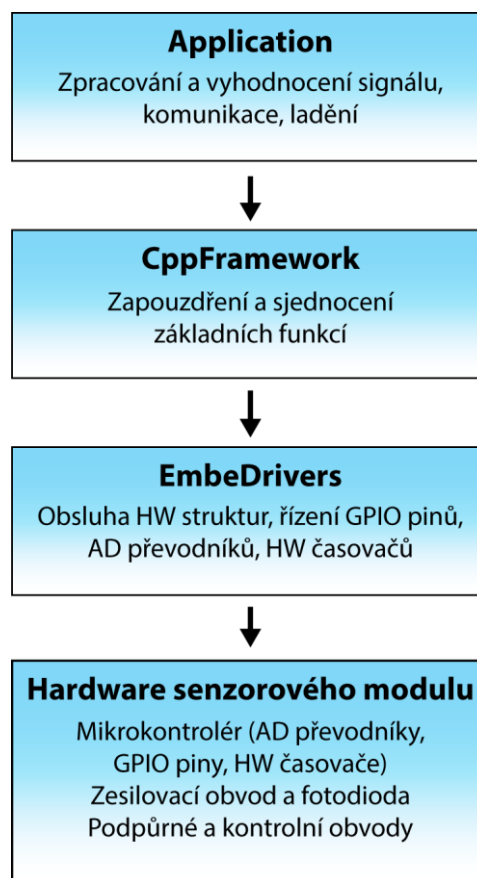 Application
Zpracování a vyhodnocení signálu,
komunikace, ladění
CppFramework
Zapouzdření a sjednocení
základních funkcí
EmbeDrivers
Obsluha HW struktur, řízení GPIO pinů,
AD převodníků, HW časovačů
Hardware senzorového modulu
Mikrokontrolér (AD převodníky,
GPIO piny, HW časovače)
Zesilovací obvod a fotodioda
Podpůrné a kontrolní obvody